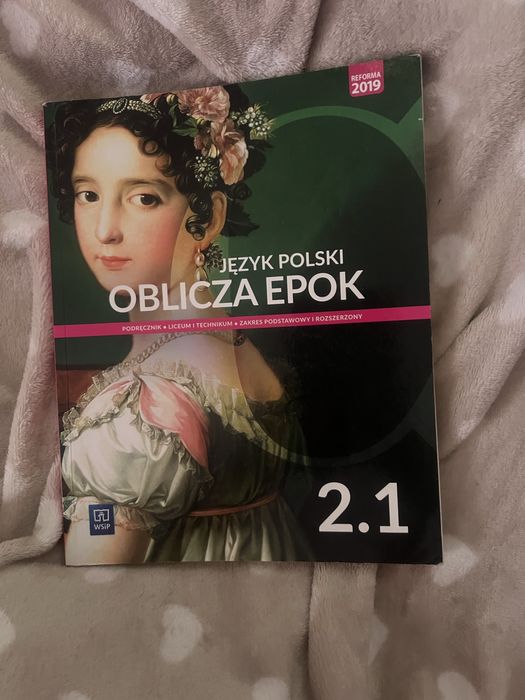 REFORMA
2019
JĘZYK POLSKI
OBLICZA EPOK
PODRĘCZNIK • LICEUM I TECHNIKUM • ZAKRES PODSTAWOWY I ROZSZERZONY
2.1
WSiP